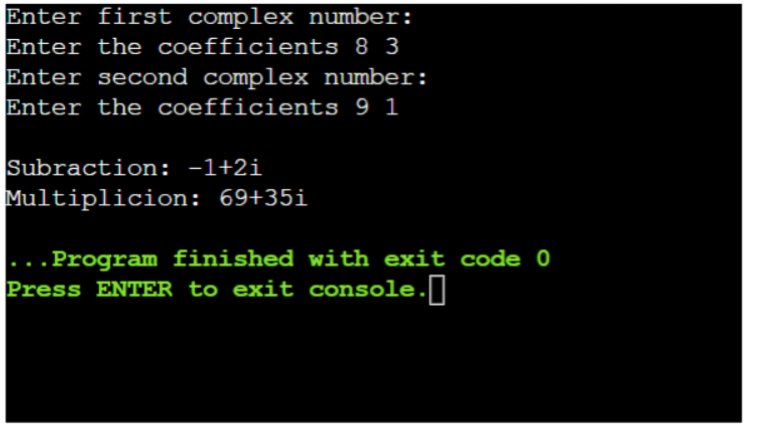 Enter first complex number:
Enter the coefficients 8 3
Enter second complex number:
Enter the coefficients 9 1
Subraction: -1+2i
Multiplicion: 69+35i
...Program finished with exit code 0
Press ENTER to exit console.